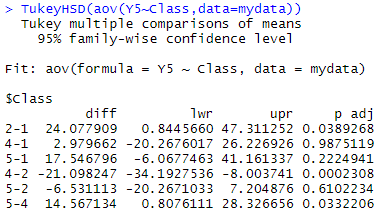 > TukeyHSD(aov(Y5~Class,data=mydata))
  Tukey multiple comparisons of means
    95% family-wise confidence level

Fit: aov(formula = Y5 ~ Class, data = mydata)

$Class
          diff         lwr       upr     p adj
2-1  24.077909   0.8445660 47.311252 0.0389268
4-1   2.979662 -20.2676017 26.226926 0.9875119
5-1  17.546796  -6.0677463 41.161337 0.2224941
4-2 -21.098247 -34.1927536 -8.003741 0.0002308
5-2  -6.531113 -20.2671033  7.204876 0.6102234
5-4  14.567134   0.8076111 28.326656 0.0332206